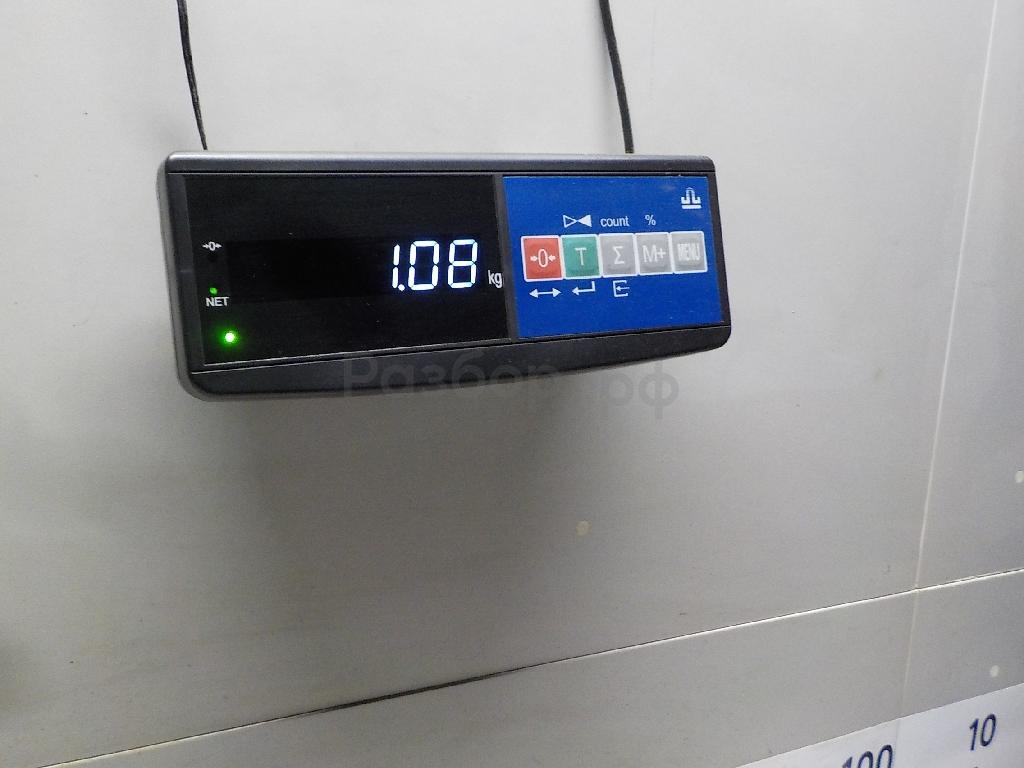 count %
→0← T Σ M+ MENU
→0←
1.08 kg
NET
Разбор.рф
10
100